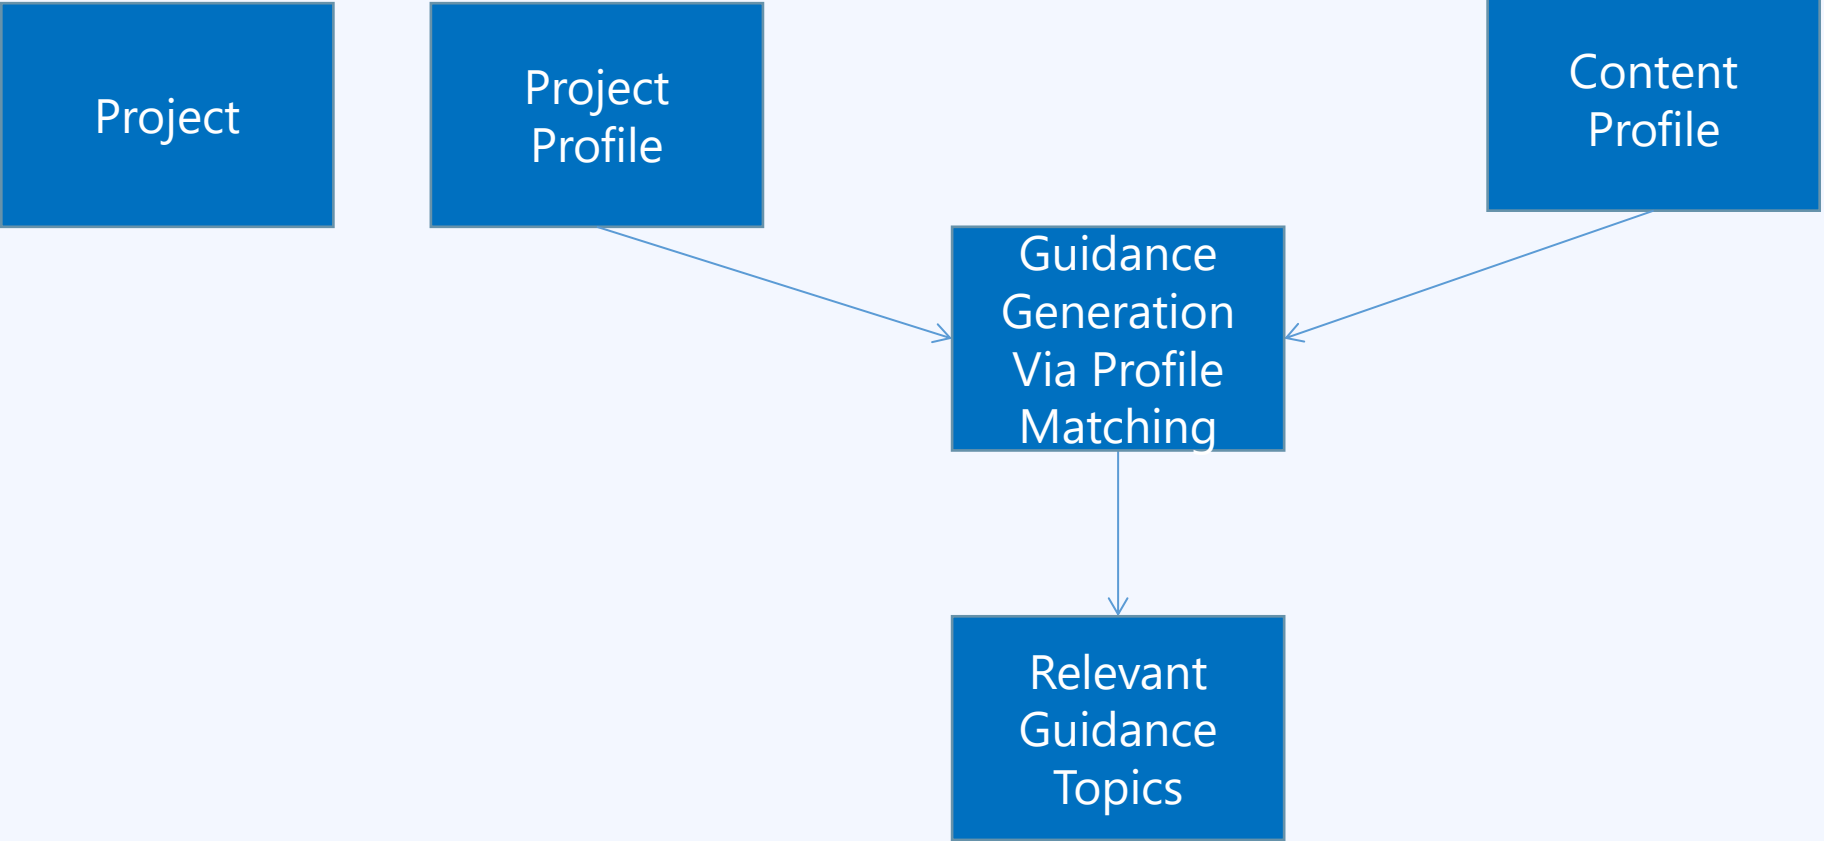 Project
Project
Profile
Content
Profile
Guidance
Generation
Via Profile
Matching
Relevant
Guidance
Topics